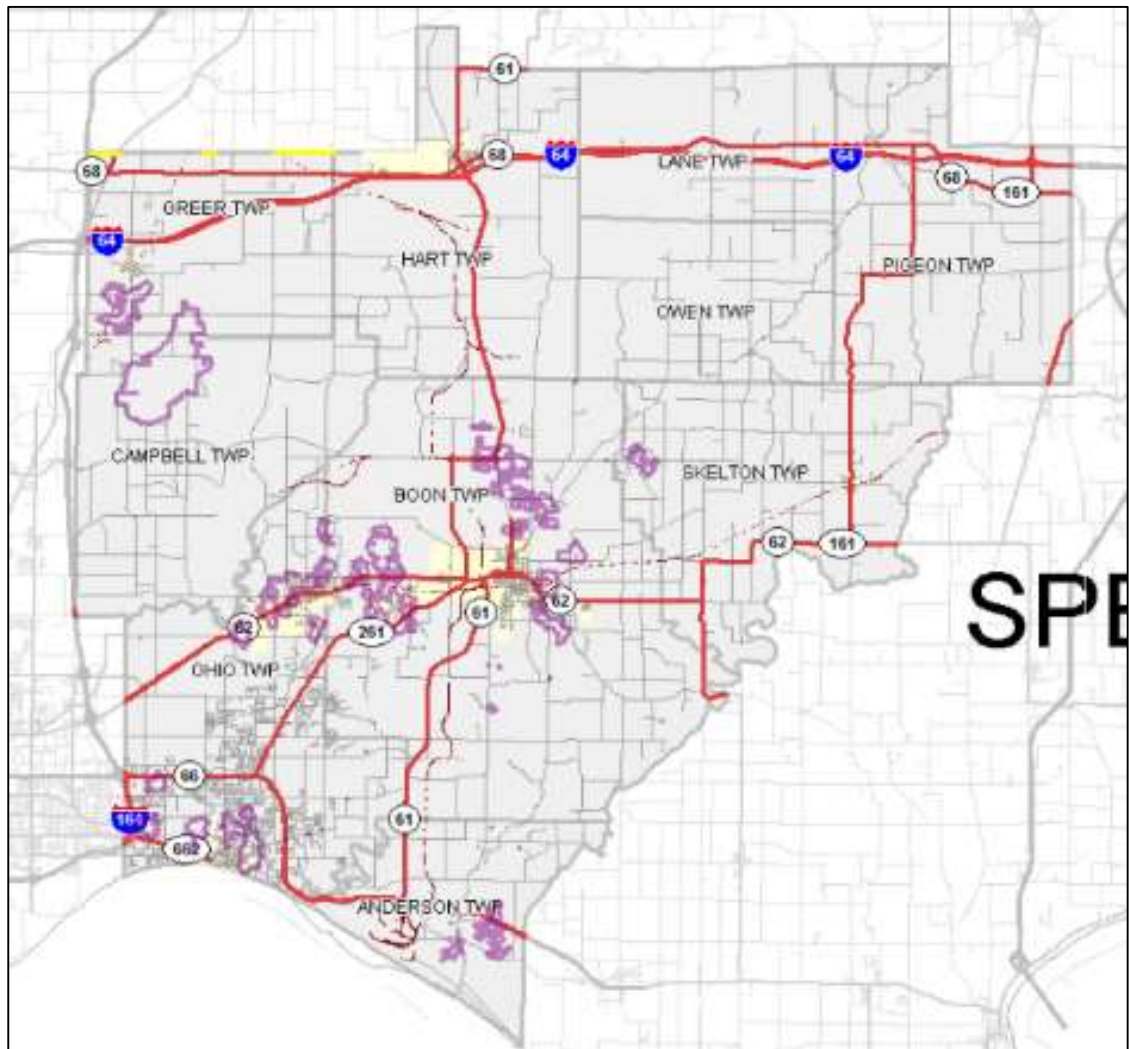 61
68
64
64
68
LANE TWP
68
161
GREER TWP
64
HART TWP
PIGEON TWP
OWEN TWP
CAMPBELL TWP
SKELTON TWP
BOON TWP
62
161
62
61
62
261
OHIO TWP
SPE
66
164
61
662
ANDERSON TWP